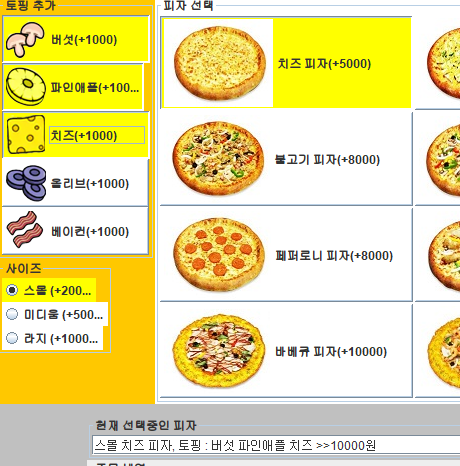 토핑 추가
버섯(+1000)
파인애플(+100...
치즈(+1000)
올리브(+1000)
베이컨(+1000)
사이즈
스몰 (+200...
미디움 (+500...
라지 (+1000...
피자 선택
치즈 피자(+5000)
불고기 피자(+8000)
페퍼로니 피자(+8000)
바베큐 피자(+10000)
현재 선택중인 피자
스몰 치즈 피자, 토핑 : 버섯 파인애플 치즈 >>10000원